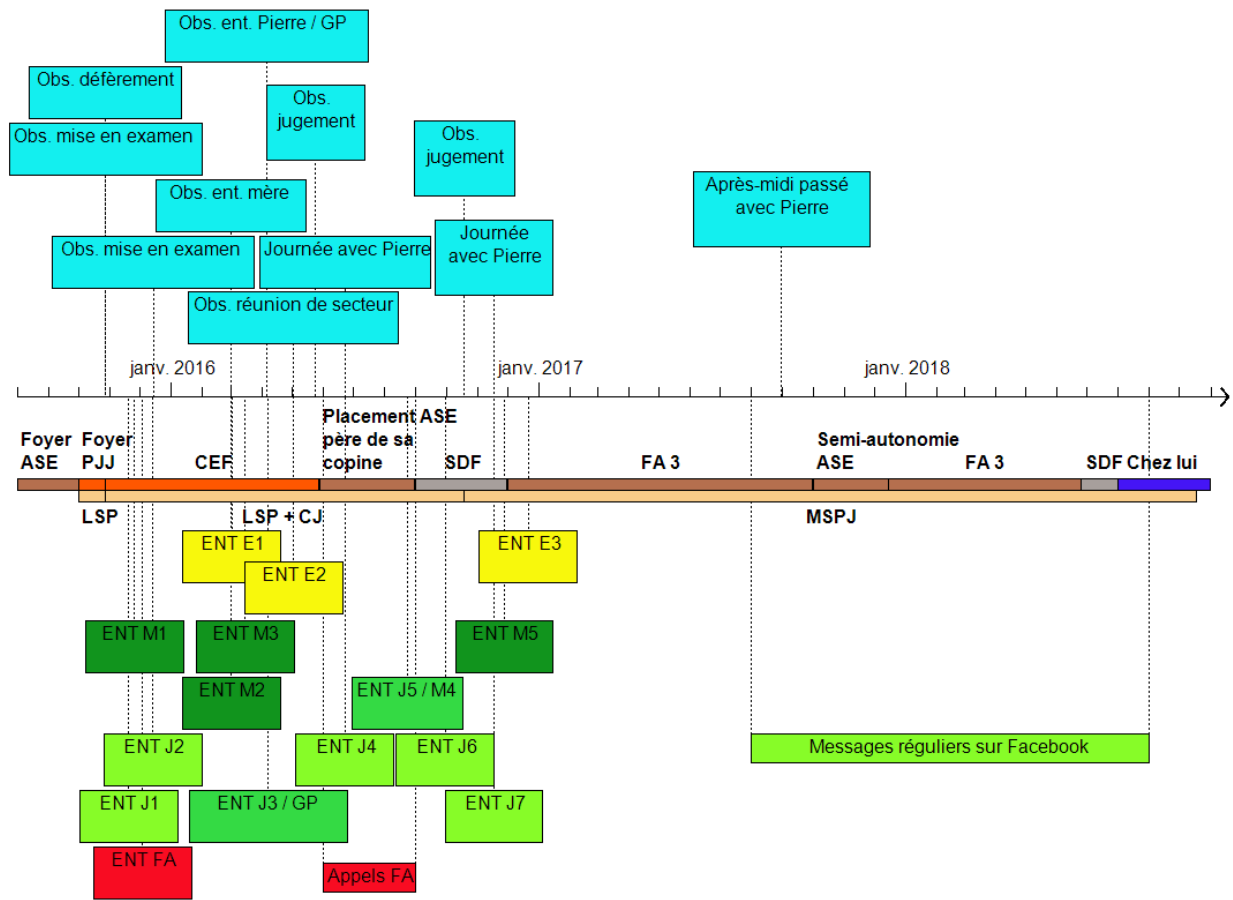 Obs. ent. Pierre / GP
Obs. défèrement
Obs.
jugement
Obs. mise en examen
Obs.
jugement
Obs. ent. mère
Après-midi passé
avec Pierre
Obs. mise en examen
Journée avec Pierre
Journée
avec Pierre
Obs. réunion de secteur
janv. 2016
janv. 2017
janv. 2018
Foyer
ASE
Foyer
PJJ
CEF
Placement ASE
père de sa
copine
SDF
FA 3
Semi-autonomie
ASE
FA 3
SDF
Chez lui
LSP
LSP + CJ
MSPJ
ENT E1
ENT E2
ENT E3
ENT M1
ENT M3
ENT M5
ENT M2
ENT J5 / M4
ENT J2
ENT J4
ENT J6
Messages réguliers sur Facebook
ENT J1
ENT J3 / GP
ENT J7
ENT FA
Appels FA